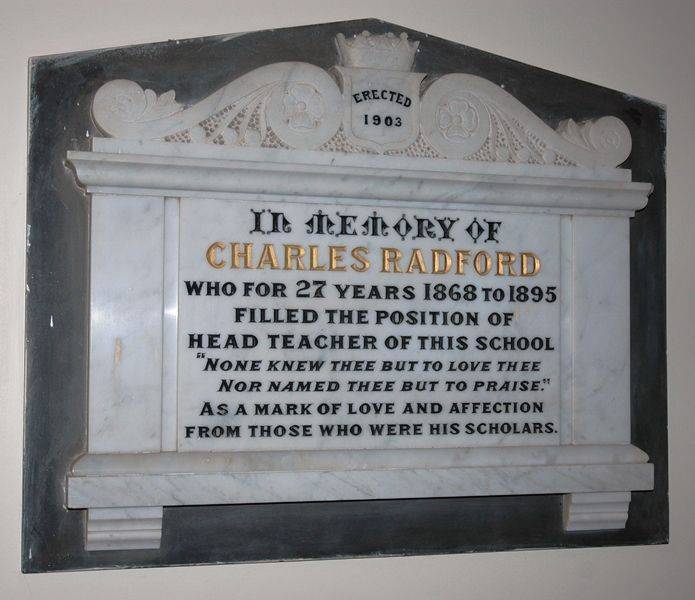 ERECTED
1903
IN MEMORY OF
CHARLES RADFORD
WHO FOR 27 YEARS 1868 TO 1895
FILLED THE POSITION OF
HEAD TEACHER OF THIS SCHOOL
"NONE KNEW THEE BUT TO LOVE THEE
NOR NAMED THEE BUT TO PRAISE."
AS A MARK OF LOVE AND AFFECTION
FROM THOSE WHO WERE HIS SCHOLARS.